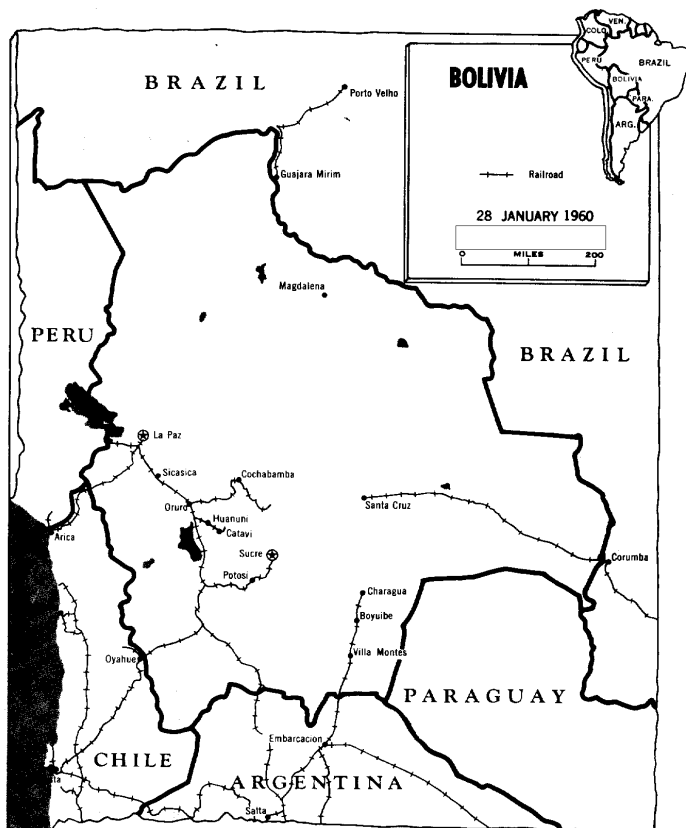 VEN.
COLO.
PERU
BRAZIL
BOLIVIA
PARA.
ARG.
BOLIVIA
Railroad
28 JANUARY 1960
0 MILES 200
BRAZIL
Porto Velho
Guajara Mirim
Magdalena
PERU
BRAZIL
La Paz
Sicasica
Cochabamba
Oruro
Huanuni
Catavi
Santa Cruz
Arica
Sucre
Potosi
Corumba
Charagua
Boyuibe
Villa Montes
Oyahue
PARAGUAY
Embarcacion
CHILE
ARGENTINA
ta
Salta